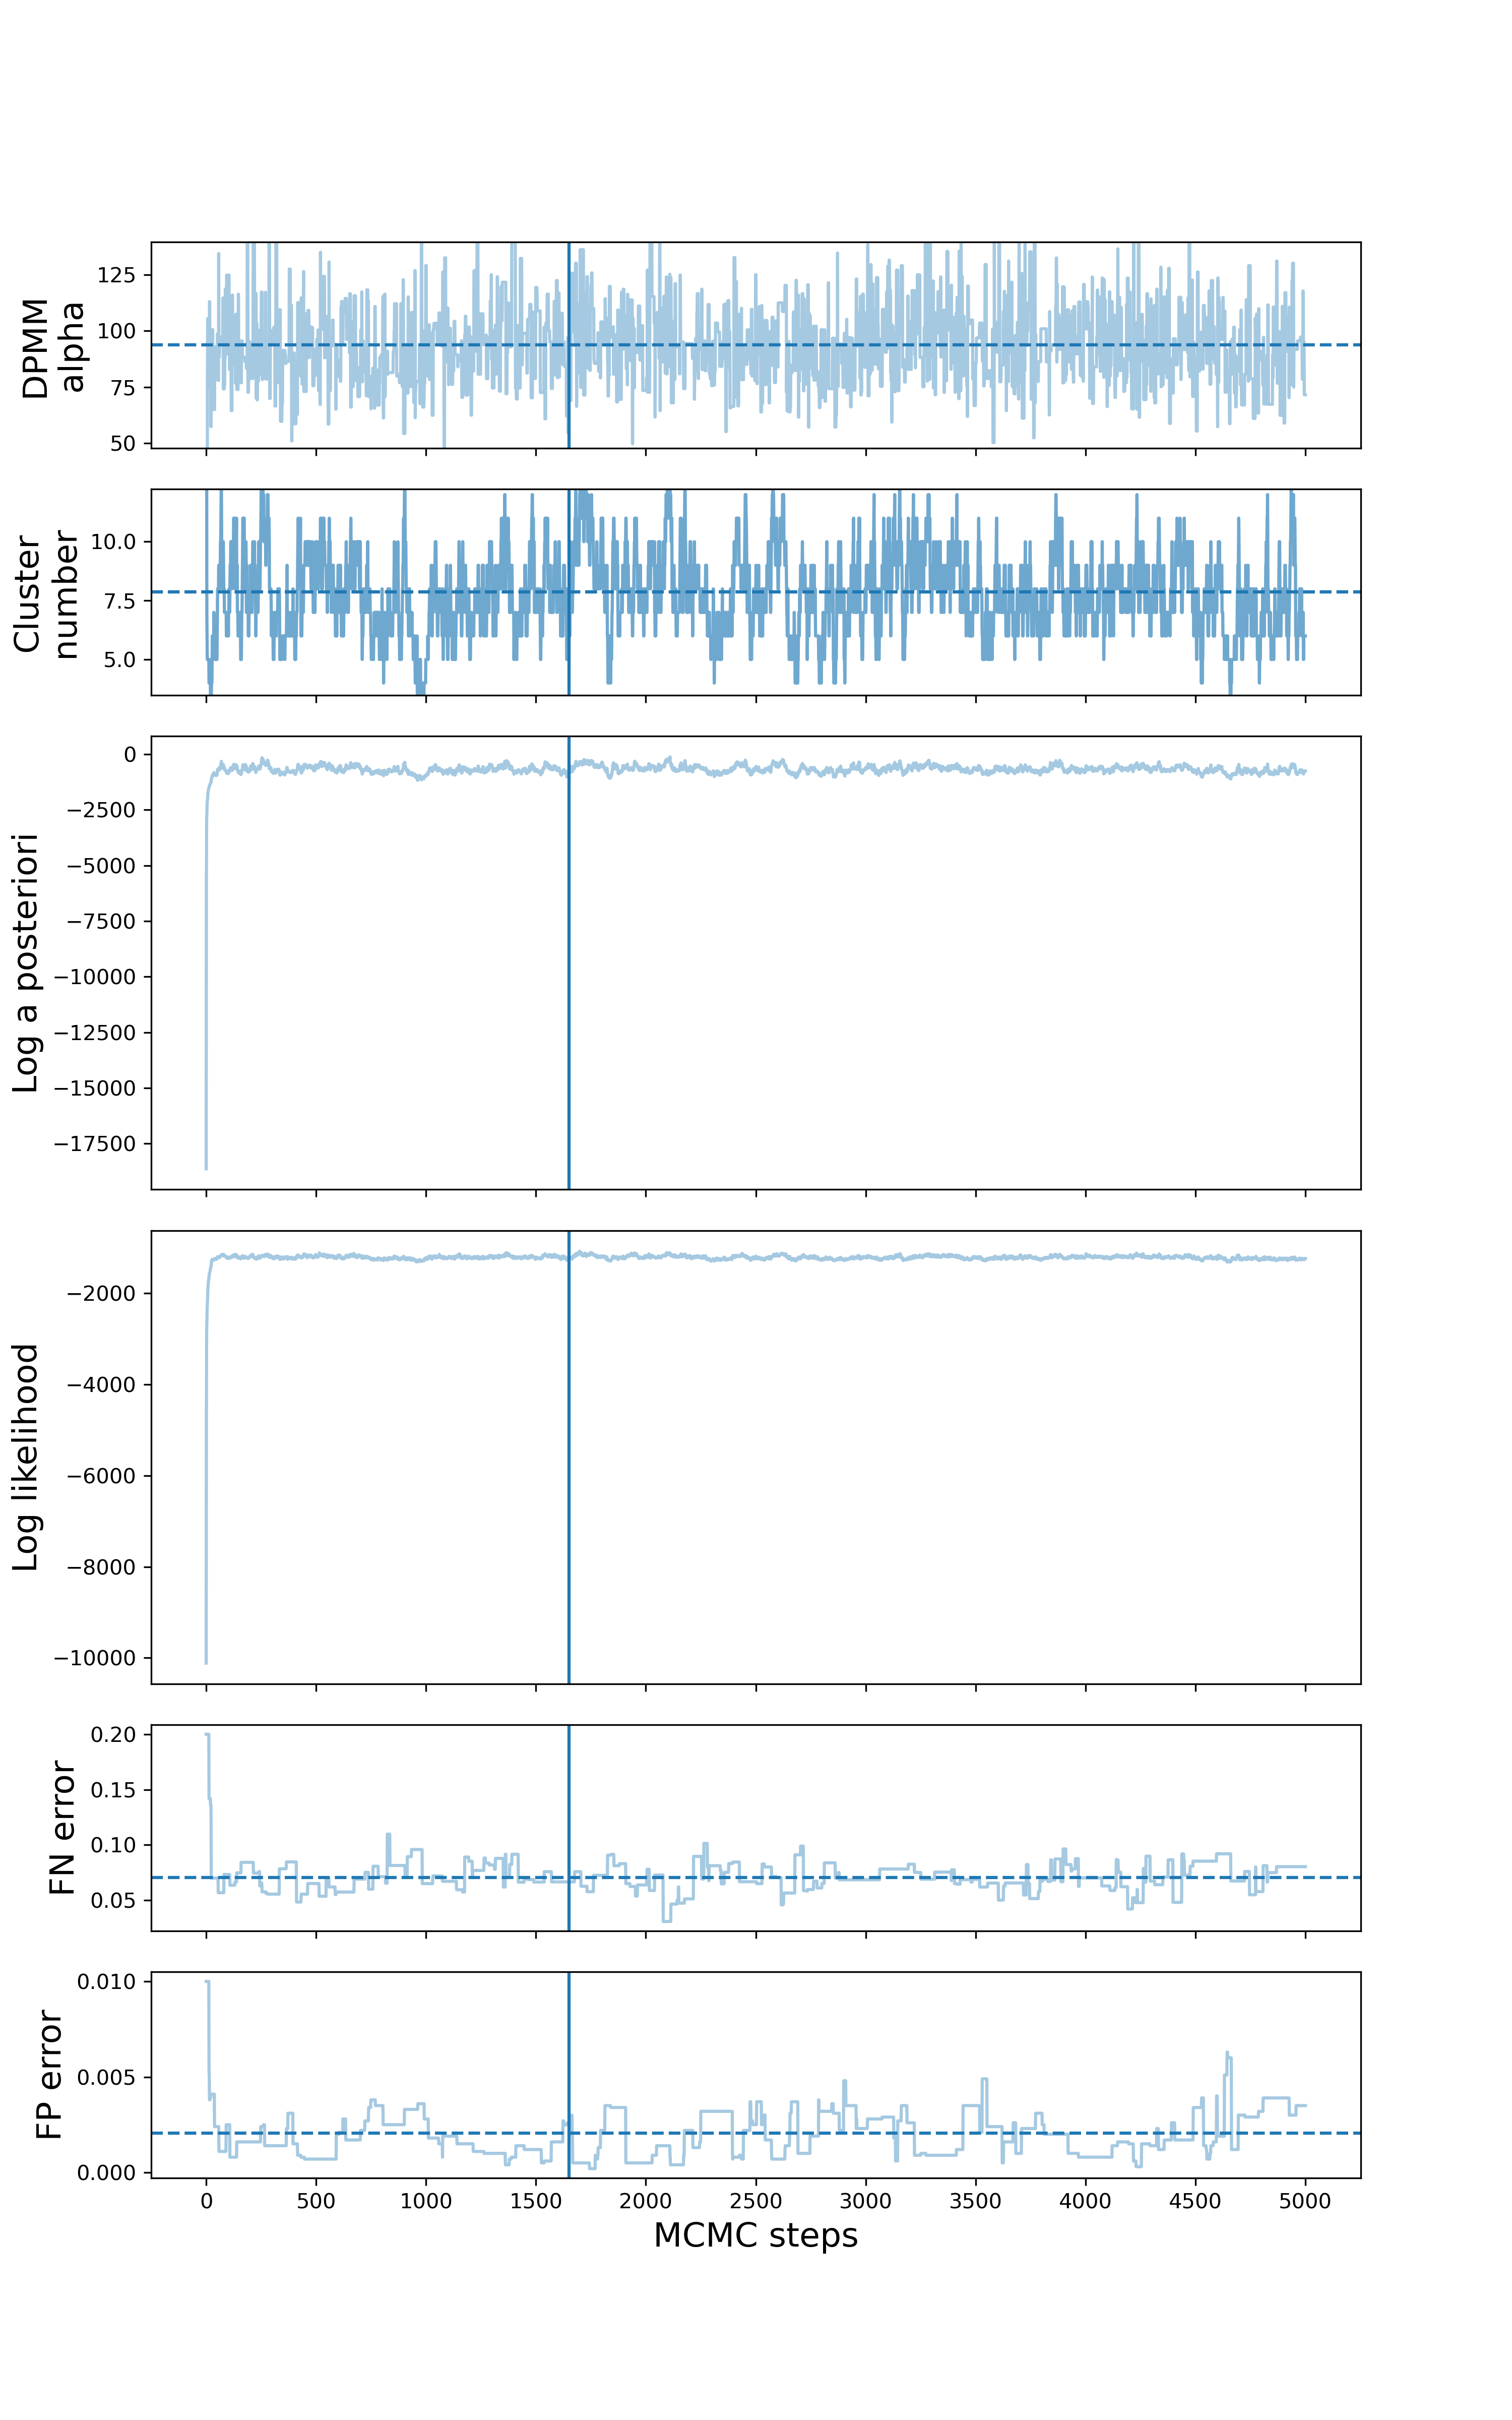 DPMM
alpha
125
100
75
50
Cluster
number
10.0
7.5
5.0
Log a posteriori
0
−2500
−5000
−7500
−10000
−12500
−15000
−17500
Log likelihood
−2000
−4000
−6000
−8000
−10000
FN error
0.20
0.15
0.10
0.05
FP error
0.010
0.005
0.000
0 500 1000 1500 2000 2500 3000 3500 4000 4500 5000
MCMC steps